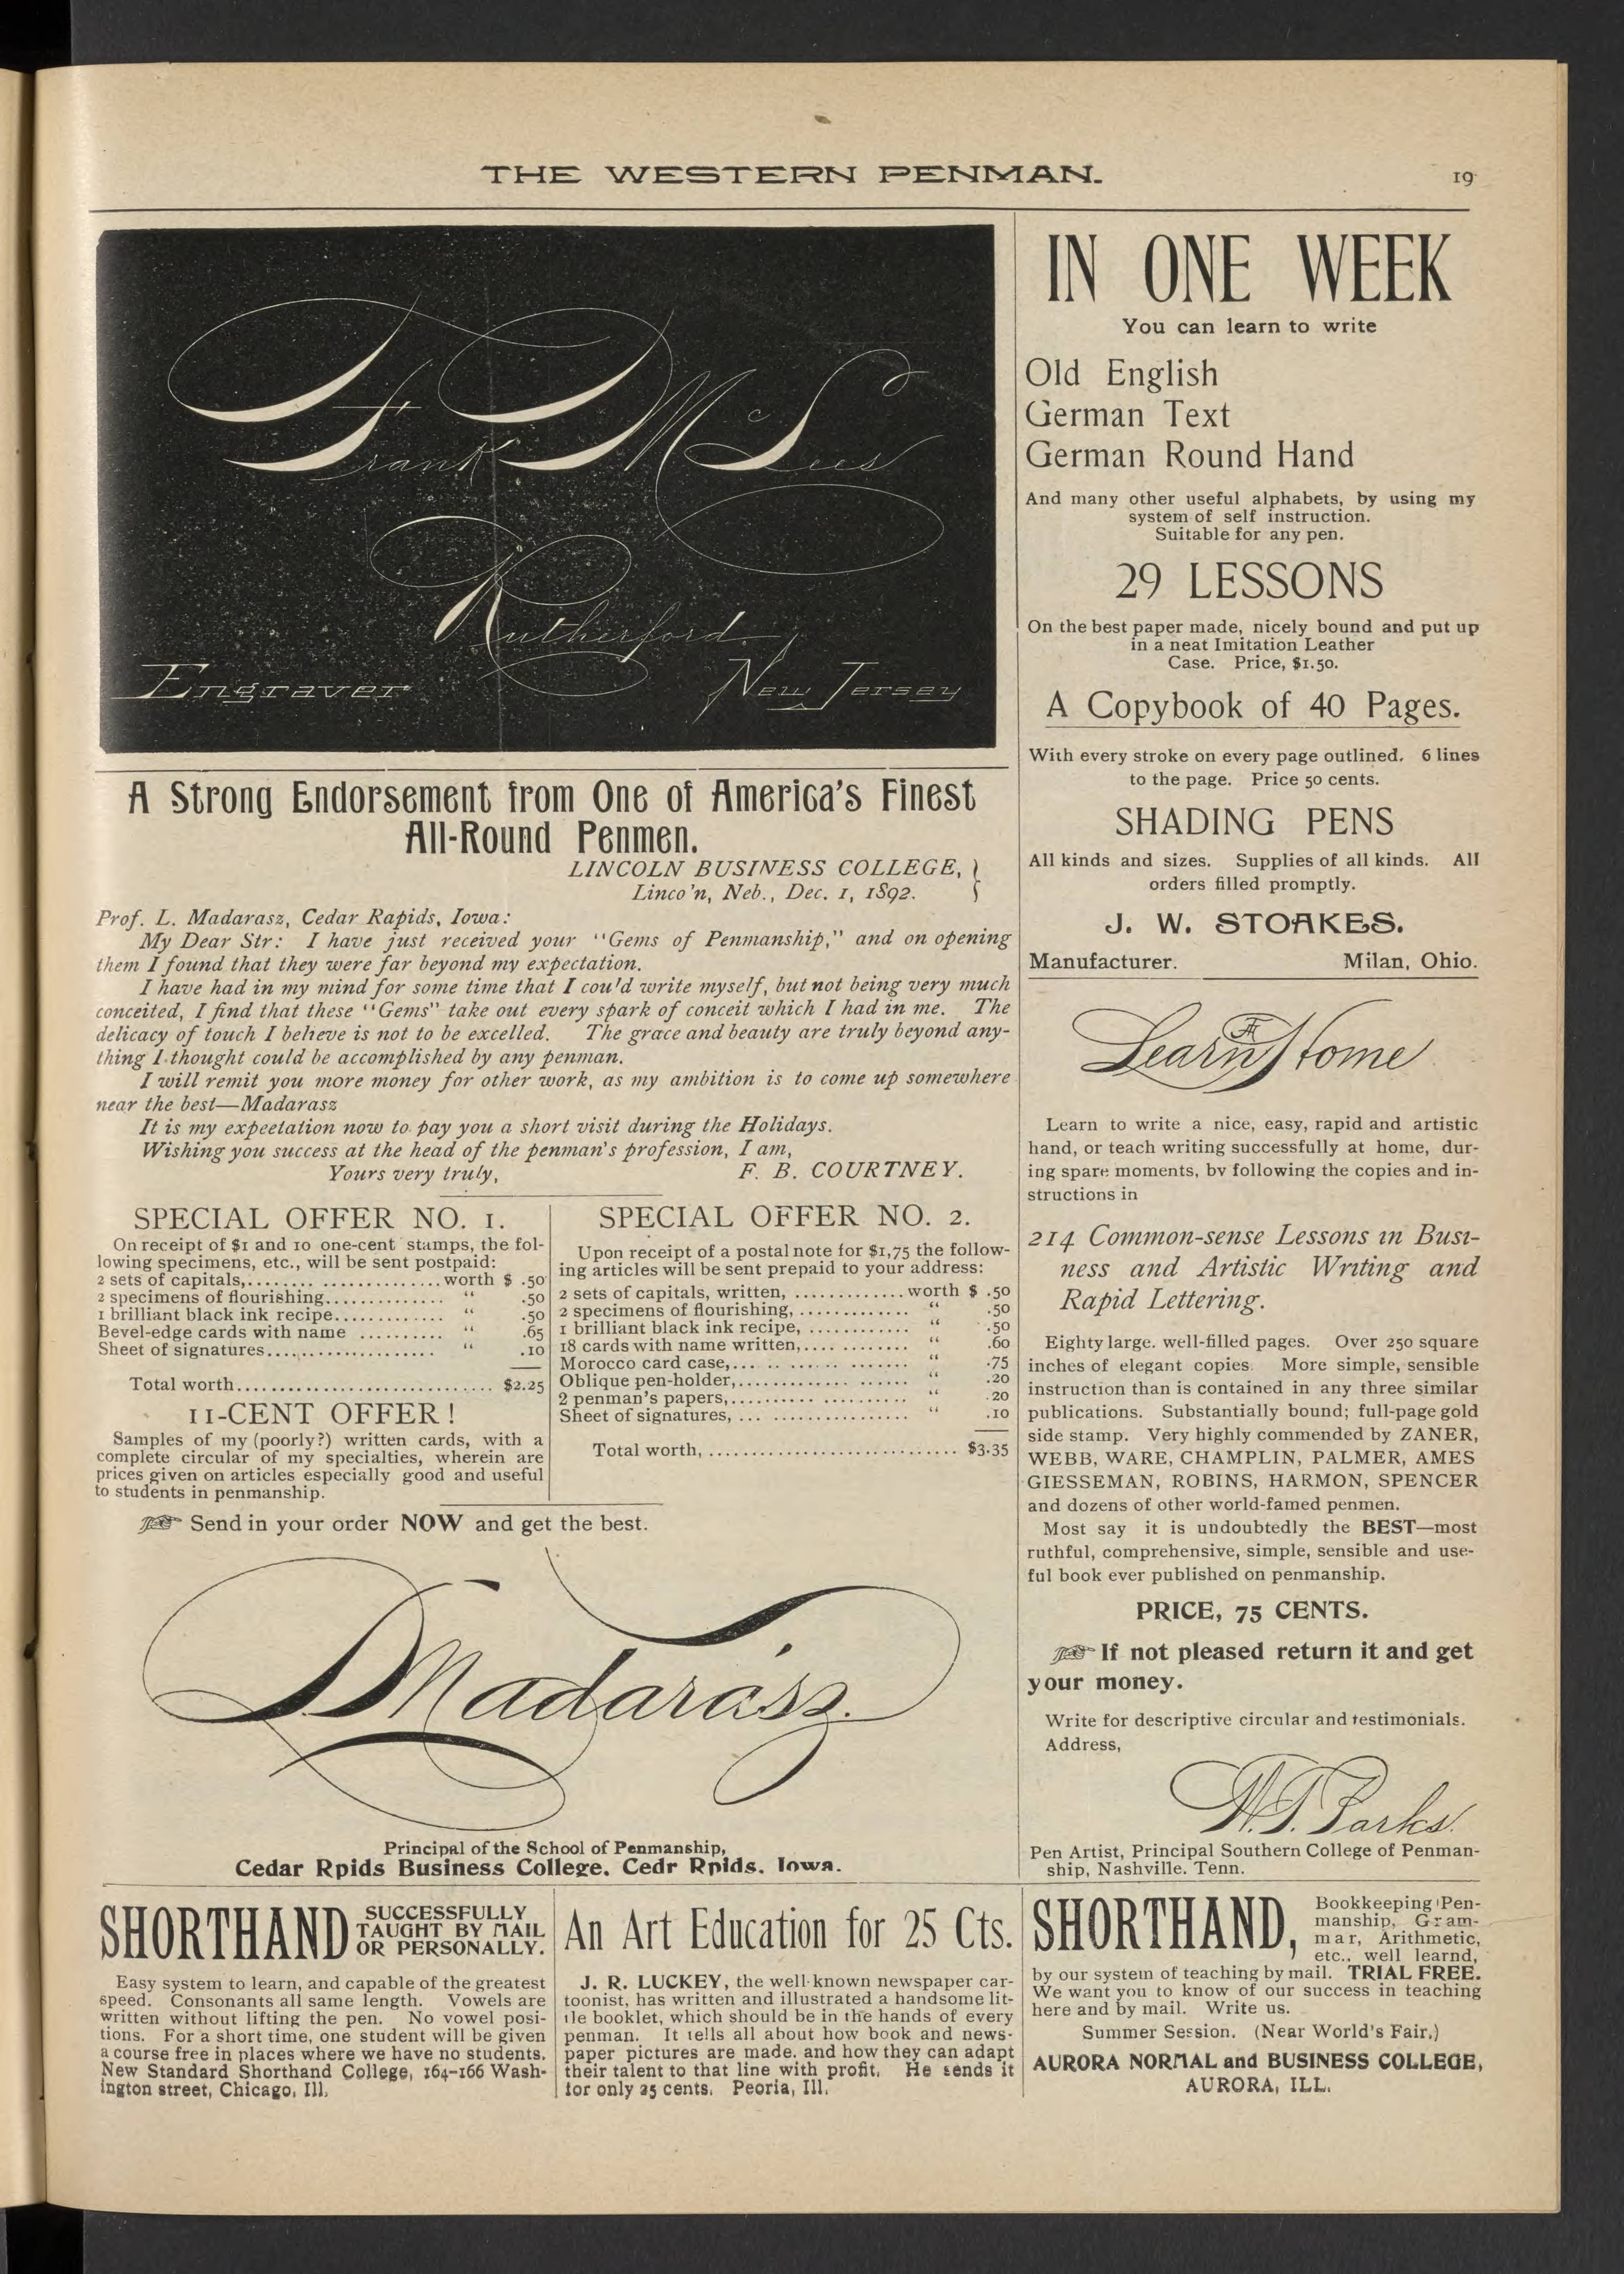 THE WESTERN PENMAN.
19
Frank McLees
Rutherford.
Engraver
New Jersey
A Strong Endorsement from One of America's Finest
All-Round Penmen.
LINCOLN BUSINESS COLLEGE, }
Linco'n, Neb., Dec. 1, 1892.
Prof. L. Madarasz, Cedar Rapids, Iowa:
My Dear Str: I have just received your "Gems of Penmanship," and on opening
them I found that they were far beyond my expectation.
I have had in my mind for some time that I cou'd write myself, but not being very much
conceited, I find that these "Gems" take out every spark of conceit which I had in me. The
delicacy of touch I believe is not to be excelled. The grace and beauty are truly beyond any-
thing I thought could be accomplished by any penman.
I will remit you more money for other work, as my ambition is to come up somewhere
near the best—Madarasz
It is my expeetation now to pay you a short visit during the Holidays.
Wishing you success at the head of the penman's profession, I am,
Yours very truly, F. B. COURTNEY.
SPECIAL OFFER NO. 1.
On receipt of $1 and 10 one-cent stamps, the fol-
lowing specimens, etc., will be sent postpaid:
2 sets of capitals,........ ..........................worth $ .50
2 specimens of flourishing.............. " .50
1 brilliant black ink recipe............. " .50
Bevel-edge cards with name .......... " .65
Sheet of signatures..................... " .10
Total worth................................ $2.25
11-CENT OFFER!
Samples of my (poorly?) written cards, with a
complete circular of my specialties, wherein are
prices given on articles especially good and useful
to students in penmanship.
SPECIAL OFFER NO. 2.
Upon receipt of a postal note for $1,75 the follow-
ing articles will be sent prepaid to your address:
2 sets of capitals, written, .............worth $ .50
2 specimens of flourishing, ............. " .50
1 brilliant black ink recipe, ............ " .50
18 cards with name written,............ " .60
Morocco card case,... .. ...... ....... " .75
Oblique pen-holder,.............. ...... " .20
2 penman's papers,........... .......... " .20
Sheet of signatures, ... ................. " .10
Total worth, ............................... $3.35
Send in your order NOW and get the best.
L. Madarasz.
Principal of the School of Penmanship,
Cedar Rpids Business College. Cedr Rpids. Iowa.
IN ONE WEEK
You can learn to write
Old English
German Text
German Round Hand
And many other useful alphabets, by using my
system of self instruction.
Suitable for any pen.
29 LESSONS
On the best paper made, nicely bound and put up
in a neat Imitation Leather
Case. Price, $1.50.
A Copybook of 40 Pages.
With every stroke on every page outlined. 6 lines
to the page. Price 50 cents.
SHADING PENS
All kinds and sizes. Supplies of all kinds. All
orders filled promptly.
J. W. STOAKES.
Manufacturer. Milan, Ohio.
Learn At Home
Learn to write a nice, easy, rapid and artistic
hand, or teach writing successfully at home, dur-
ing spare moments, bv following the copies and in-
structions in
214 Common-sense Lessons in Busi-
ness and Artistic Writing and
Rapid Lettering.
Eighty large. well-filled pages. Over 250 square
inches of elegant copies. More simple, sensible
instruction than is contained in any three similar
publications. Substantially bound; full-page gold
side stamp. Very highly commended by ZANER,
WEBB, WARE, CHAMPLIN, PALMER, AMES
GIESSEMAN, ROBINS, HARMON, SPENCER
and dozens of other world-famed penmen.
Most say it is undoubtedly the BEST—most
ruthful, comprehensive, simple, sensible and use-
ful book ever published on penmanship.
PRICE, 75 CENTS.
If not pleased return it and get
your money.
Write for descriptive circular and testimonials.
Address,
W. T. Parks.
Pen Artist, Principal Southern College of Penman-
ship, Nashville. Tenn.
SHORTHAND SUCCESSFULLY
TAUGHT BY MAIL
OR PERSONALLY.
Easy system to learn, and capable of the greatest
speed. Consonants all same length. Vowels are
written without lifting the pen. No vowel posi-
tions. For a short time, one student will be given
a course free in places where we have no students.
New Standard Shorthand College, 164-166 Wash-
ington street, Chicago, Ill.
An Art Education for 25 Cts.
J. R. LUCKEY, the well-known newspaper car-
toonist, has written and illustrated a handsome lit-
tle booklet, which should be in the hands of every
penman. It tells all about how book and news-
paper pictures are made. and how they can adapt
their talent to that line with profit. He sends it
for only 25 cents. Peoria, Ill.
SHORTHAND, Bookkeeping Pen-
manship, Gram-
mar, Arithmetic,
etc., well learnd,
by our system of teaching by mail. TRIAL FREE.
We want you to know of our success in teaching
here and by mail. Write us.
Summer Session. (Near World's Fair.)
AURORA NORMAL and BUSINESS COLLEGE,
AURORA, ILL.